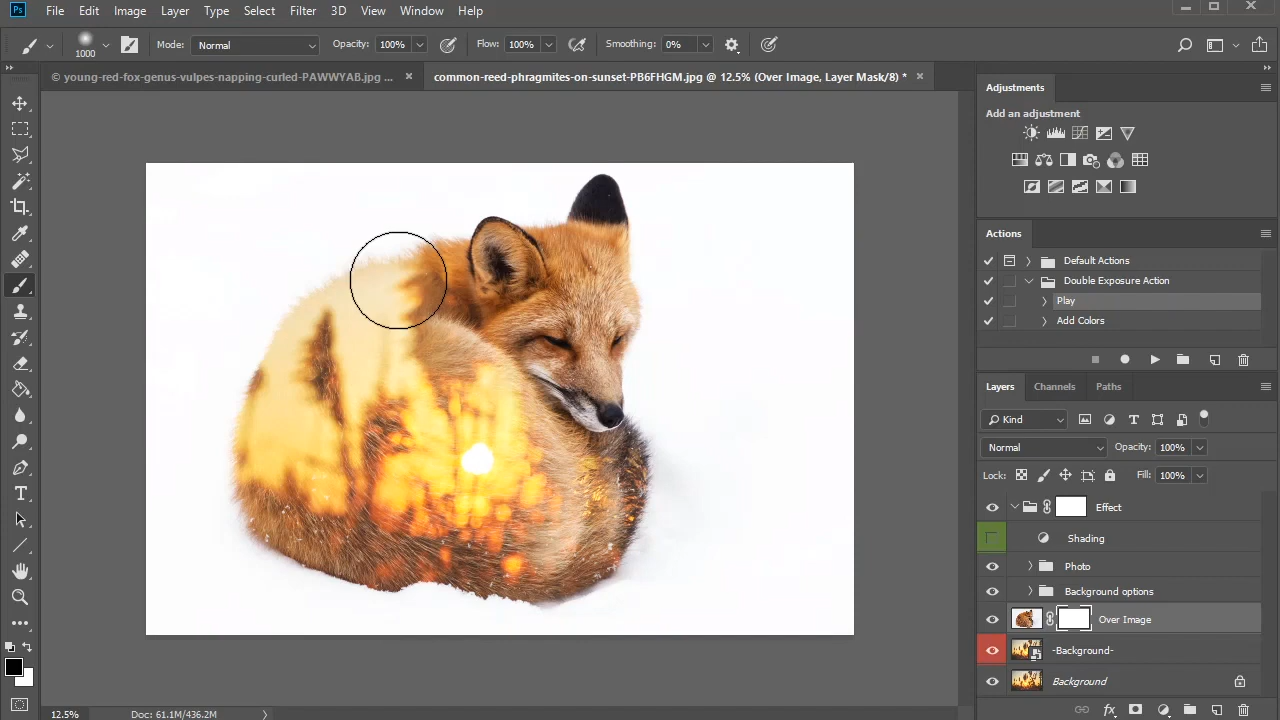 Ps File Edit Image Layer Type Select Filter 3D View Window Help
1000 Mode: Normal Opacity: 100% Flow: 100% Smoothing: 0%
© young-red-fox-genus-vulpes-napping-curled-PAWWYAB.jpg ... × common-reed-phragmites-on-sunset-PB6FHGM.jpg @ 12.5% (Over Image, Layer Mask/8) * ×
Adjustments
Add an adjustment
Actions
Default Actions
Double Exposure Action
Play
Add Colors
Layers Channels Paths
Kind
Normal Opacity: 100%
Lock: Fill: 100%
Effect
Shading
Photo
Background options
Over Image
-Background-
Background
12.5% Doc: 61.1M/436.2M